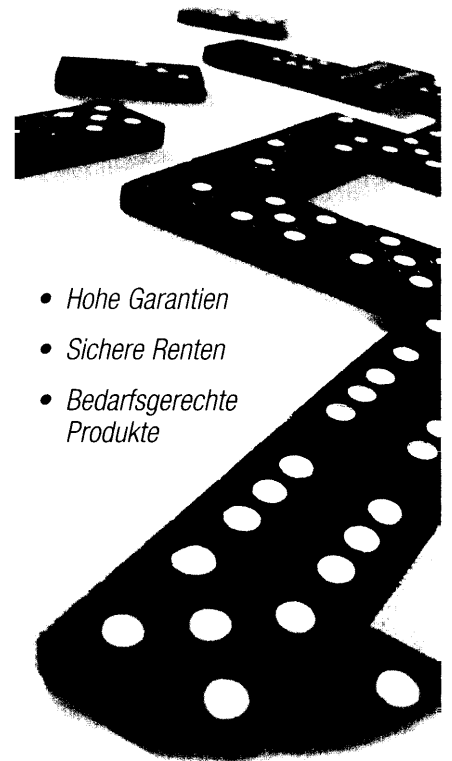 • Hohe Garantien
• Sichere Renten
• Bedarfsgerechte
Produkte